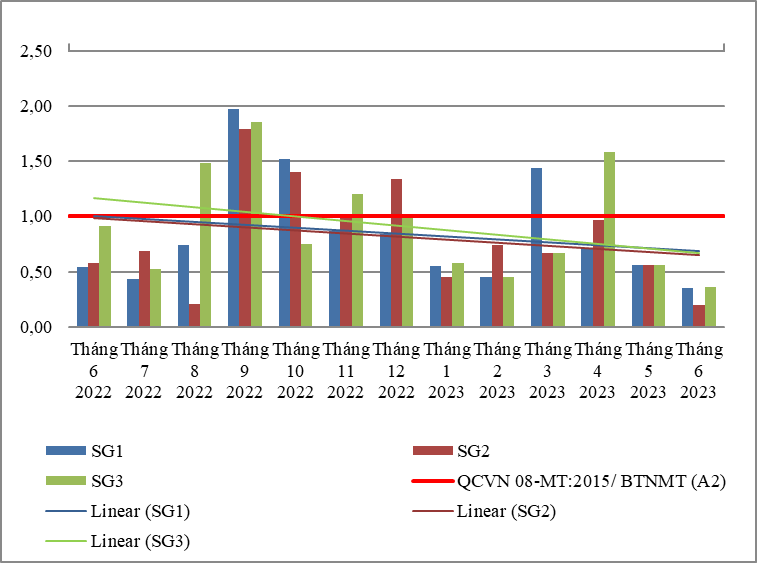 2,50
2,00
1,50
1,00
0,50
0,00
Tháng Tháng Tháng Tháng Tháng Tháng Tháng Tháng Tháng Tháng Tháng Tháng Tháng
6 7 8 9 10 11 12 1 2 3 4 5 6
2022 2022 2022 2022 2022 2022 2022 2023 2023 2023 2023 2023 2023
SG1 SG2
SG3 QCVN 08-MT:2015/ BTNMT (A2)
Linear (SG1) Linear (SG2)
Linear (SG3)